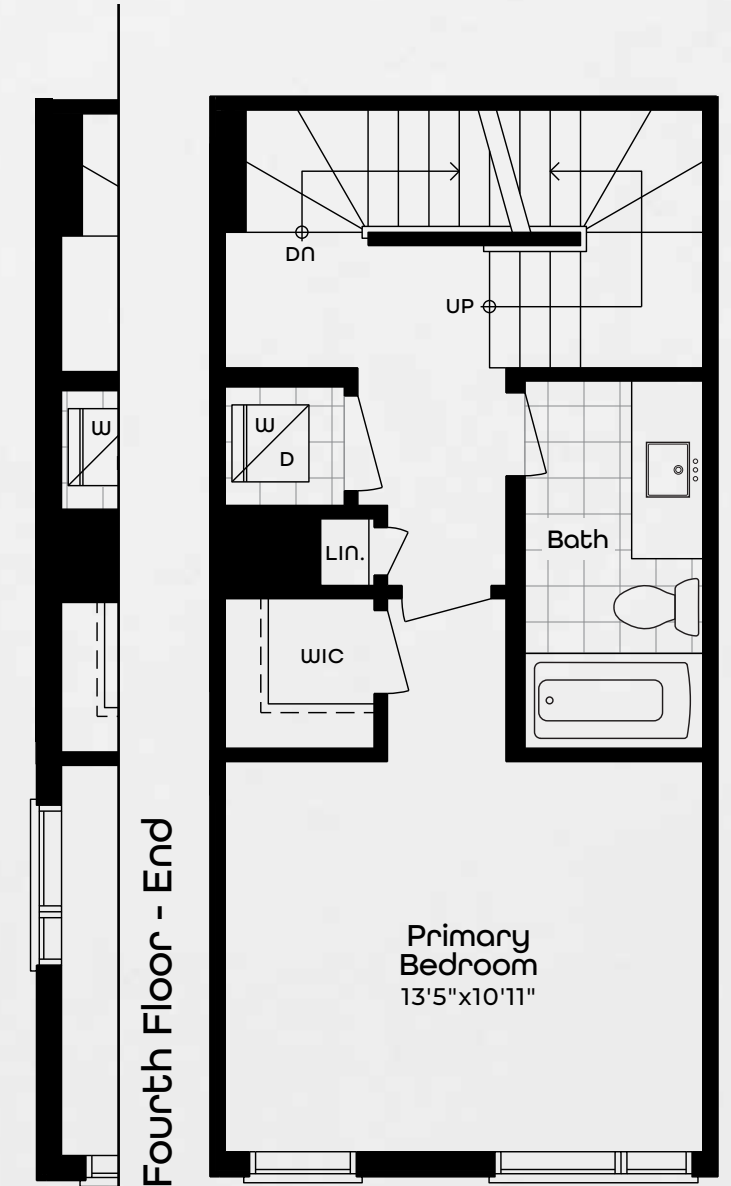 DN
UP
W
W
D
LIN.
Bath
WIC
Primary
Bedroom
13'5"x10'11"
Fourth Floor - End